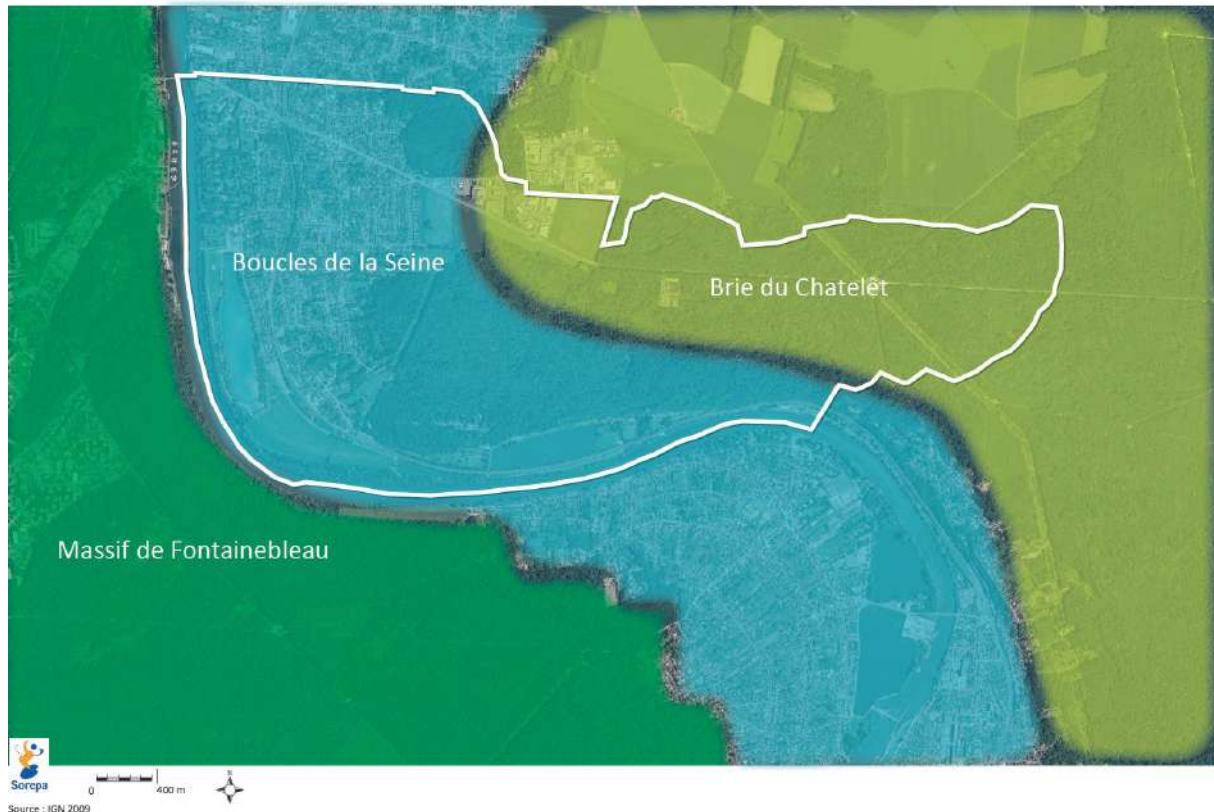 Boucles de la Seine
Brie du Chatelêt
Massif de Fontainebleau
Sorepa
0 400 m
N
Source : IGN 2009